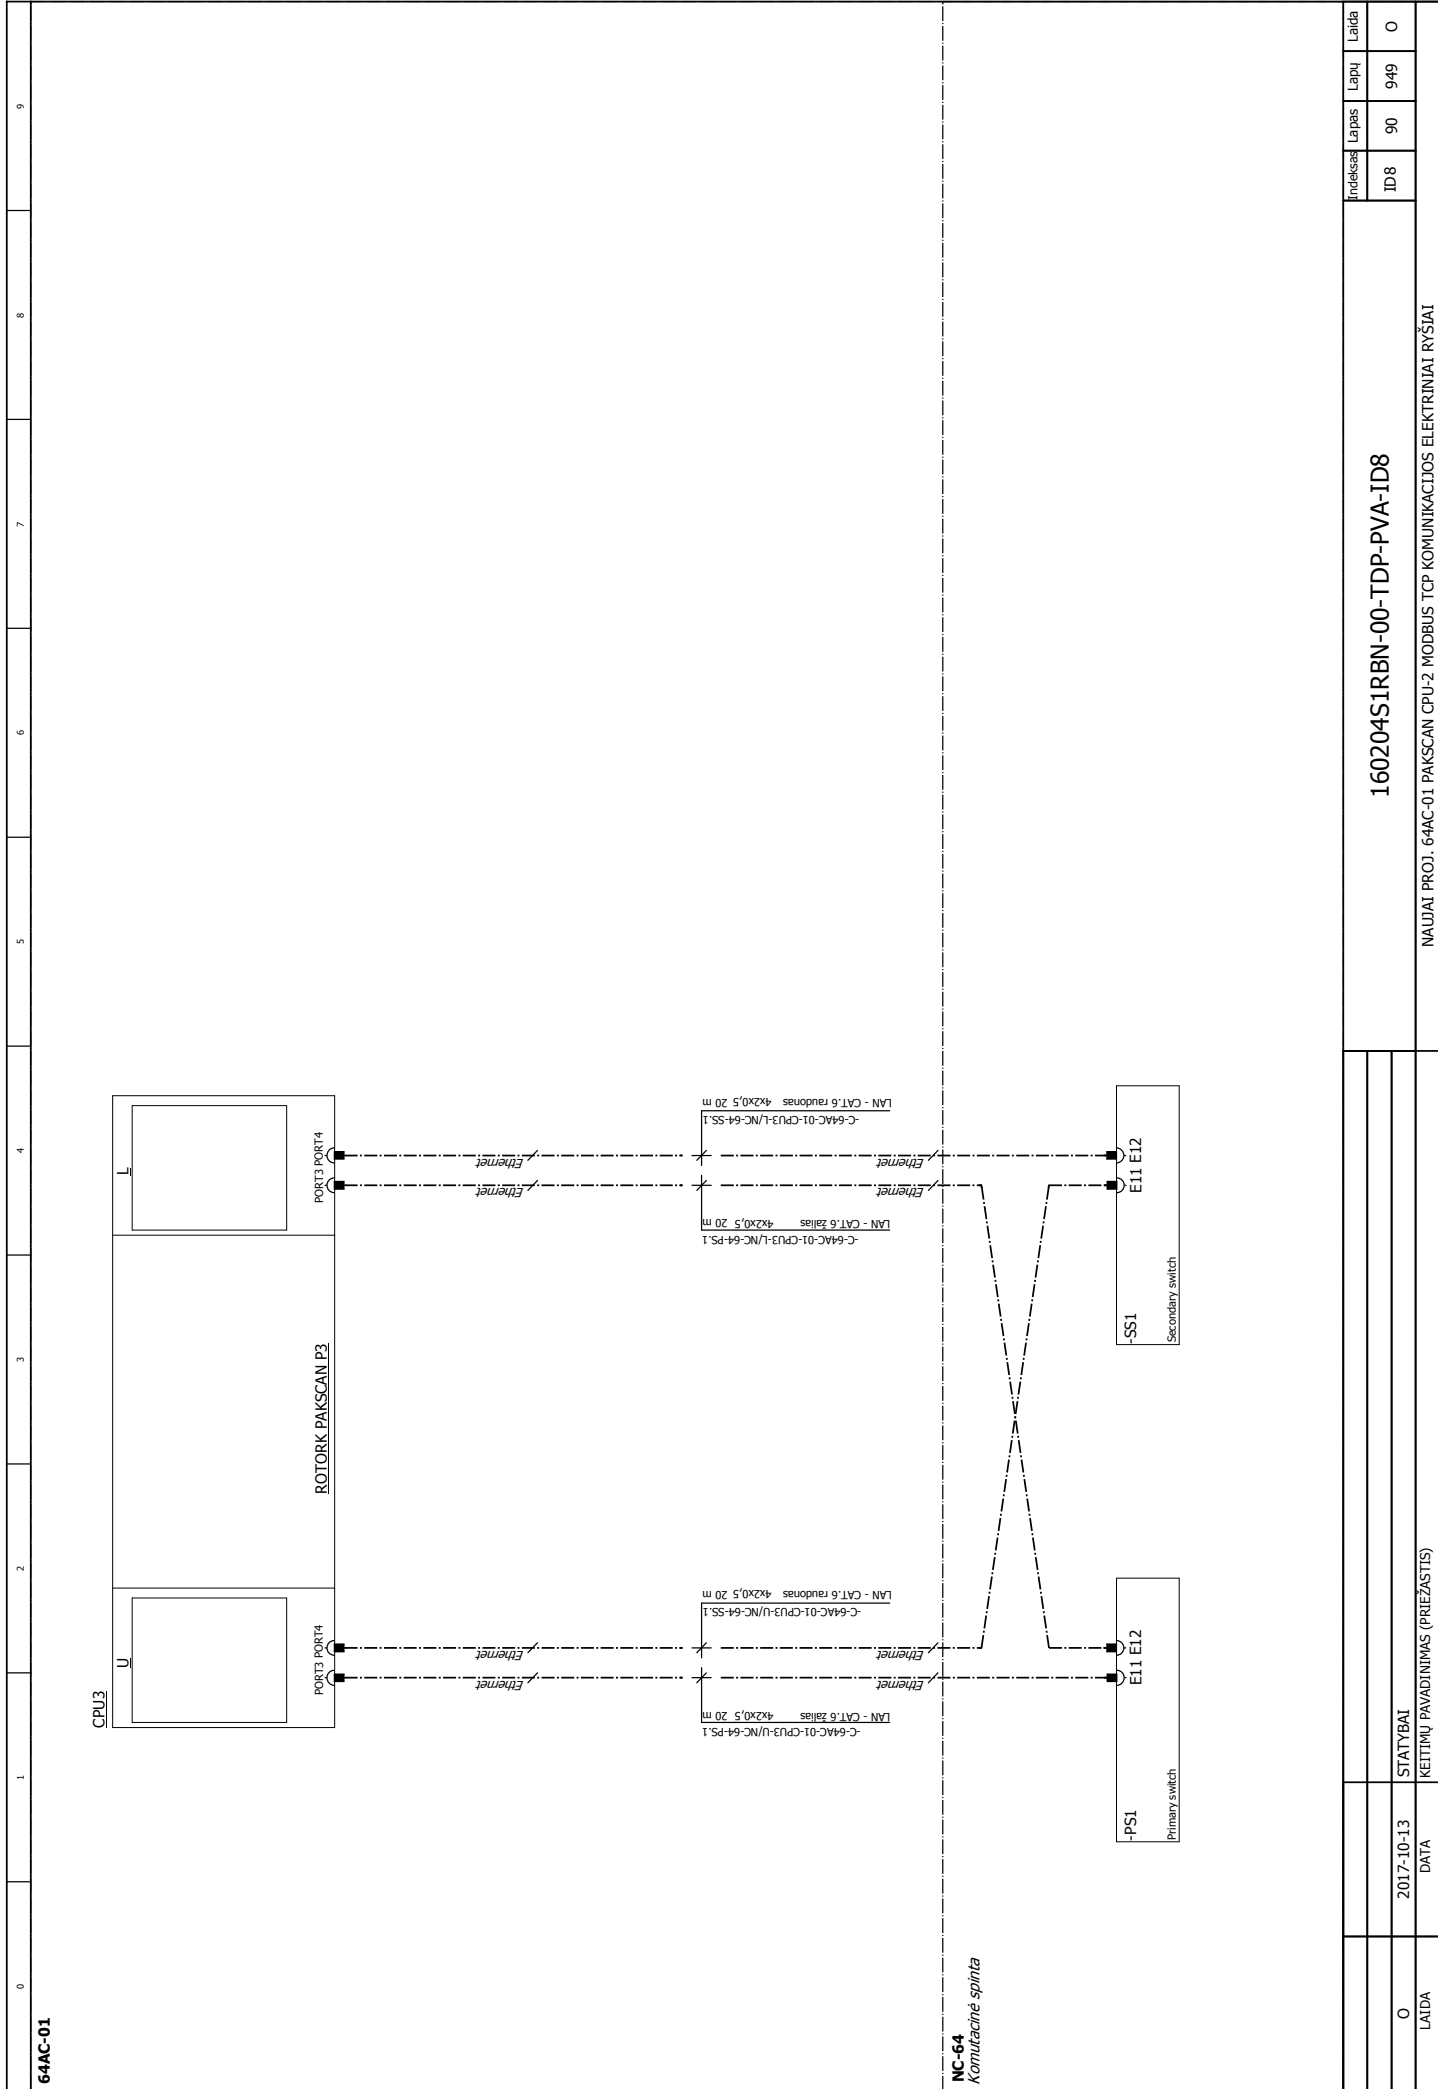 0 1 2 3 4 5 6 7 8 9
64AC-01
CPU3
U
L
ROTORK PAKSCAN P3
PORT3 PORT4
PORT3 PORT4
Ethernet
Ethernet
Ethernet
Ethernet
-C-64AC-01-CPU3-U/NC-64-PS.1
LAN - CAT.6 žalias 4x2x0,5 20 m
-C-64AC-01-CPU3-U/NC-64-SS.1
LAN - CAT.6 raudonas 4x2x0,5 20 m
-C-64AC-01-CPU3-L/NC-64-PS.1
LAN - CAT.6 žalias 4x2x0,5 20 m
-C-64AC-01-CPU3-L/NC-64-SS.1
LAN - CAT.6 raudonas 4x2x0,5 20 m
Ethernet
Ethernet
Ethernet
Ethernet
NC-64
Komutacinė spinta
-PS1
E11 E12
Primary switch
-SS1
E11 E12
Secondary switch
O 2017-10-13 STATYBAI
LAIDA DATA KEITIMŲ PAVADINIMAS (PRIEŽASTIS)
160204S1RBN-00-TDP-PVA-ID8
Indeksas Lapas Lapų Laida
ID8 90 949 O
NAUJAI PROJ. 64AC-01 PAKSCAN CPU-2 MODBUS TCP KOMUNIKACIJOS ELEKTRINIAI RYŠIAI